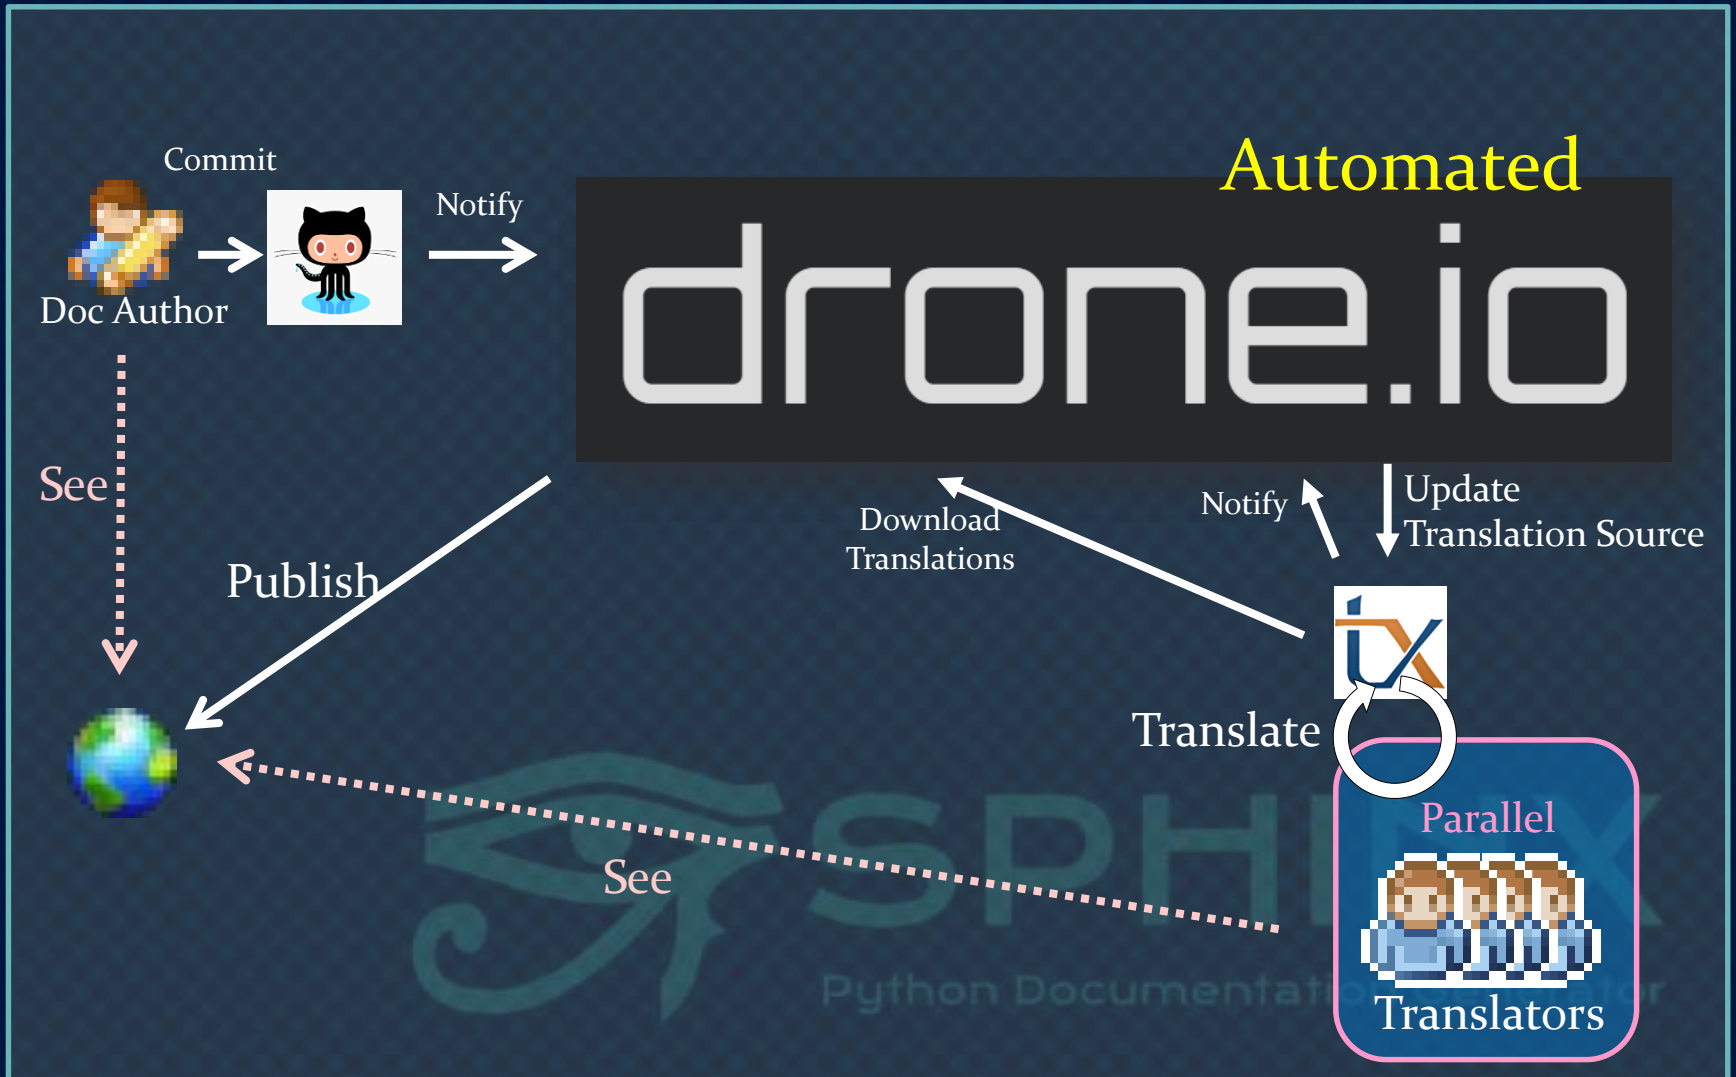 Commit
Automated
Notify
drone.io
Doc Author
See
Download
Translations
Notify
Update
Translation Source
Publish
tx
Translate
SPHINX
Parallel
See
Python Documentation Generator
Translators